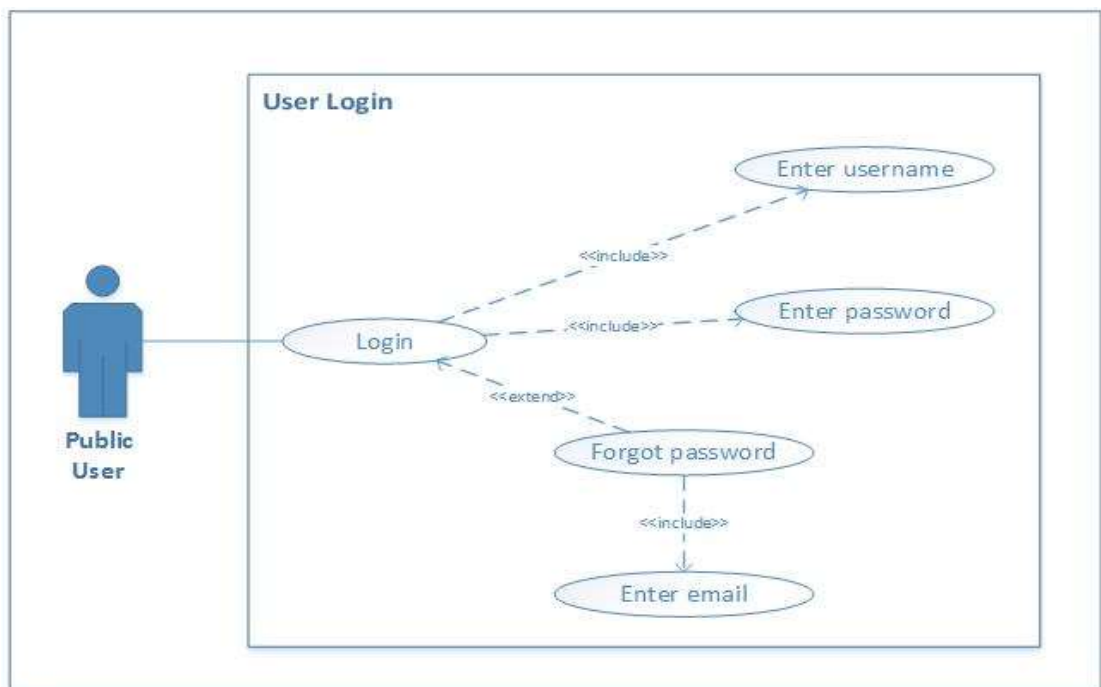 User Login
Enter username
<<include>>
Enter password
<<include>>
Login
<<extend>>
Public
User
Forgot password
<<include>>
Enter email